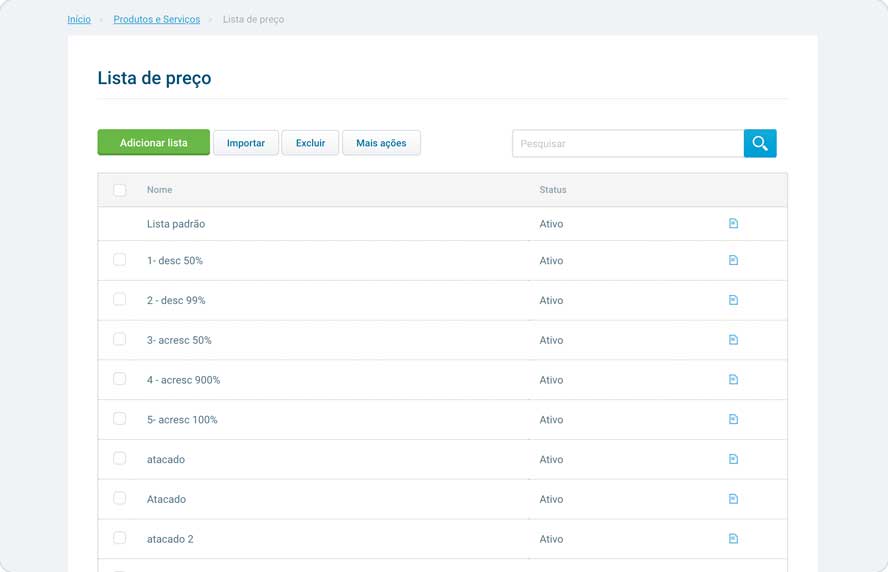 Início Produtos e Serviços Lista de preço
Lista de preço
Adicionar lista Importar Excluir Mais ações Pesquisar
Nome Status
Lista padrão Ativo
1- desc 50% Ativo
2 - desc 99% Ativo
3- acresc 50% Ativo
4 - acresc 900% Ativo
5- acresc 100% Ativo
atacado Ativo
Atacado Ativo
atacado 2 Ativo